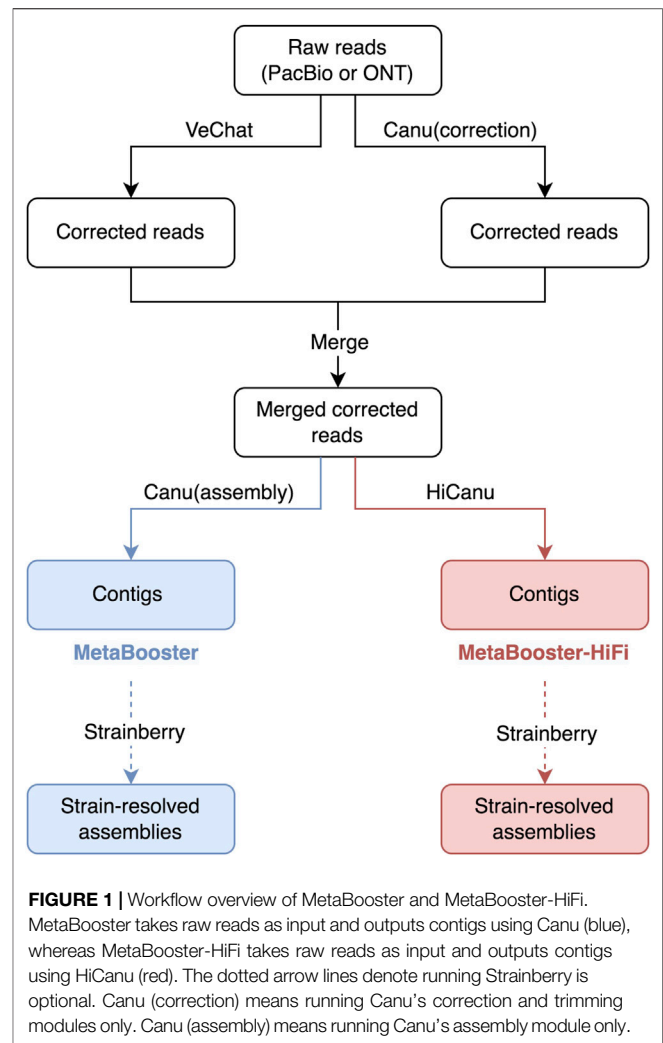 Raw reads
(PacBio or ONT)
VeChat
Canu(correction)
Corrected reads
Corrected reads
Merge
Merged corrected
reads
Canu(assembly)
HiCanu
Contigs
Contigs
MetaBooster
MetaBooster-HiFi
Strainberry
Strainberry
Strain-resolved
assemblies
Strain-resolved
assemblies
FIGURE 1 | Workflow overview of MetaBooster and MetaBooster-HiFi.
MetaBooster takes raw reads as input and outputs contigs using Canu (blue),
whereas MetaBooster-HiFi takes raw reads as input and outputs contigs
using HiCanu (red). The dotted arrow lines denote running Strainberry is
optional. Canu (correction) means running Canu’s correction and trimming
modules only. Canu (assembly) means running Canu’s assembly module only.